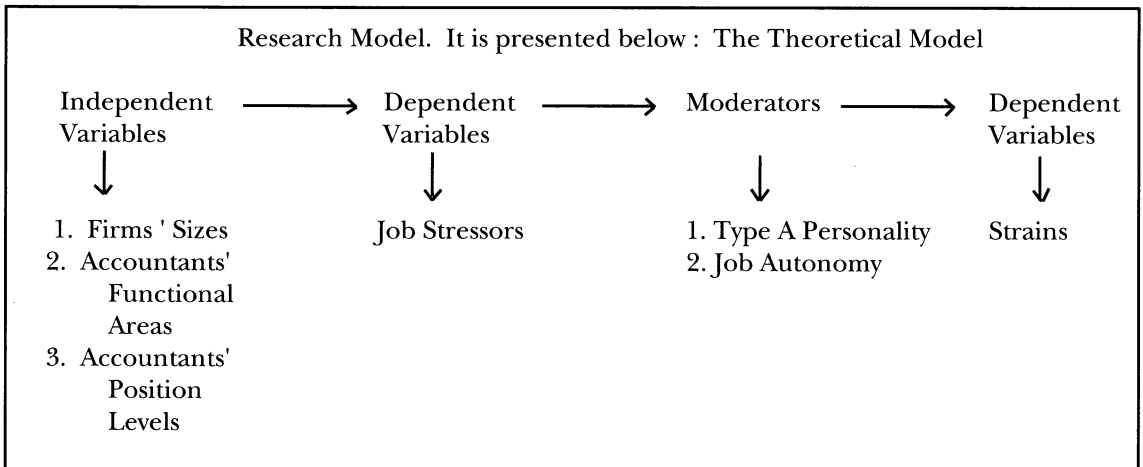 Research Model. It is presented below : The Theoretical Model
Independent Variables
Dependent Variables
Moderators
Dependent Variables
1. Firms ' Sizes
2. Accountants'
Functional
Areas
3. Accountants'
Position
Levels
Job Stressors
1. Type A Personality
2. Job Autonomy
Strains